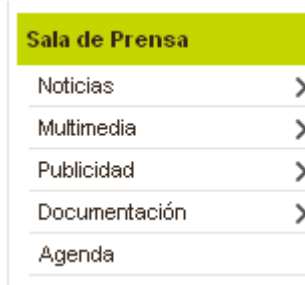 Sala de Prensa
Noticias
Multimedia
Publicidad
Documentación
Agenda